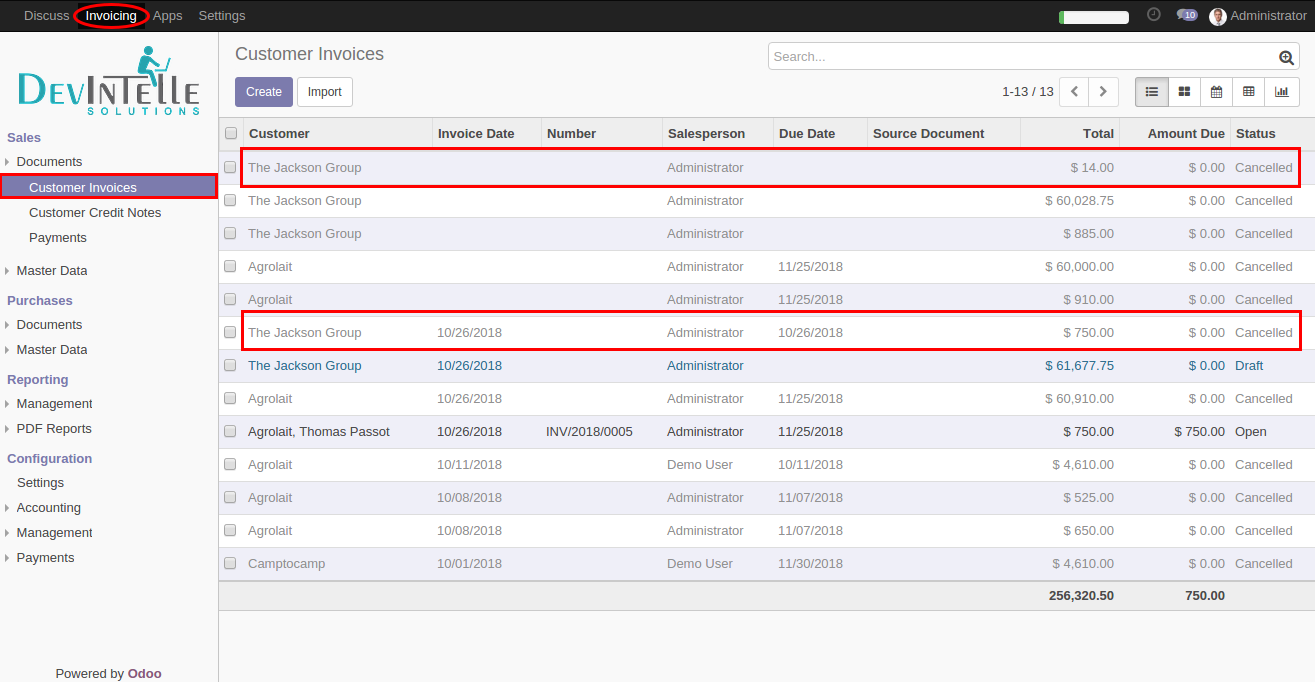 Discuss Invoicing Apps Settings 10 Administrator
DEVINTELLE
SOLUTIONS
Sales
Documents
Customer Invoices
Customer Credit Notes
Payments
Master Data
Purchases
Documents
Master Data
Reporting
Management
PDF Reports
Configuration
Settings
Accounting
Management
Payments
Powered by Odoo
Customer Invoices
Search...
Create Import 1-13 / 13
Customer Invoice Date Number Salesperson Due Date Source Document Total Amount Due Status
The Jackson Group Administrator $ 14.00 $ 0.00 Cancelled
The Jackson Group Administrator $ 60,028.75 $ 0.00 Cancelled
The Jackson Group Administrator $ 885.00 $ 0.00 Cancelled
Agrolait Administrator 11/25/2018 $ 60,000.00 $ 0.00 Cancelled
Agrolait Administrator 11/25/2018 $ 910.00 $ 0.00 Cancelled
The Jackson Group 10/26/2018 Administrator 10/26/2018 $ 750.00 $ 0.00 Cancelled
The Jackson Group 10/26/2018 Administrator $ 61,677.75 $ 0.00 Draft
Agrolait 10/26/2018 Administrator 11/25/2018 $ 60,910.00 $ 0.00 Cancelled
Agrolait, Thomas Passot 10/26/2018 INV/2018/0005 Administrator 11/25/2018 $ 750.00 $ 750.00 Open
Agrolait 10/11/2018 Demo User 10/11/2018 $ 4,610.00 $ 0.00 Cancelled
Agrolait 10/08/2018 Administrator 11/07/2018 $ 525.00 $ 0.00 Cancelled
Agrolait 10/08/2018 Administrator 11/07/2018 $ 650.00 $ 0.00 Cancelled
Camptocamp 10/01/2018 Demo User 11/30/2018 $ 4,610.00 $ 0.00 Cancelled
256,320.50 750.00